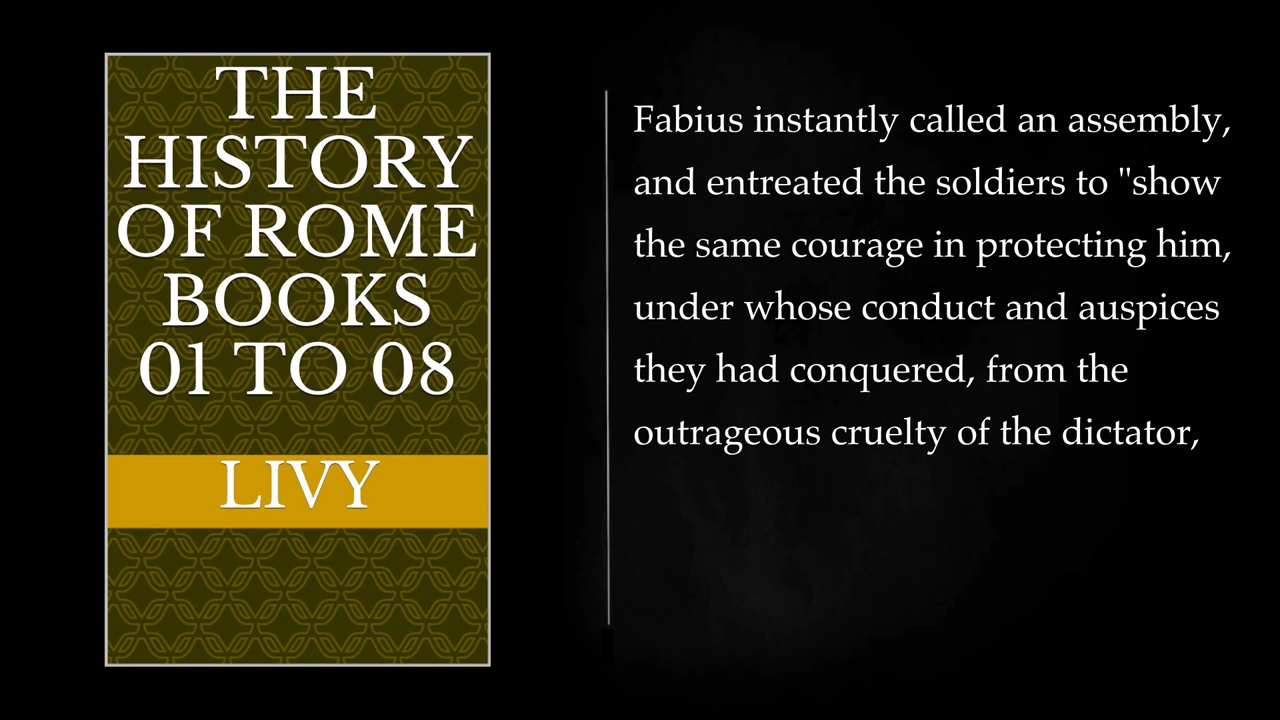 THE
HISTORY
OF ROME
BOOKS
01 TO 08
LIVY
Fabius instantly called an assembly,
and entreated the soldiers to "show
the same courage in protecting him,
under whose conduct and auspices
they had conquered, from the
outrageous cruelty of the dictator,